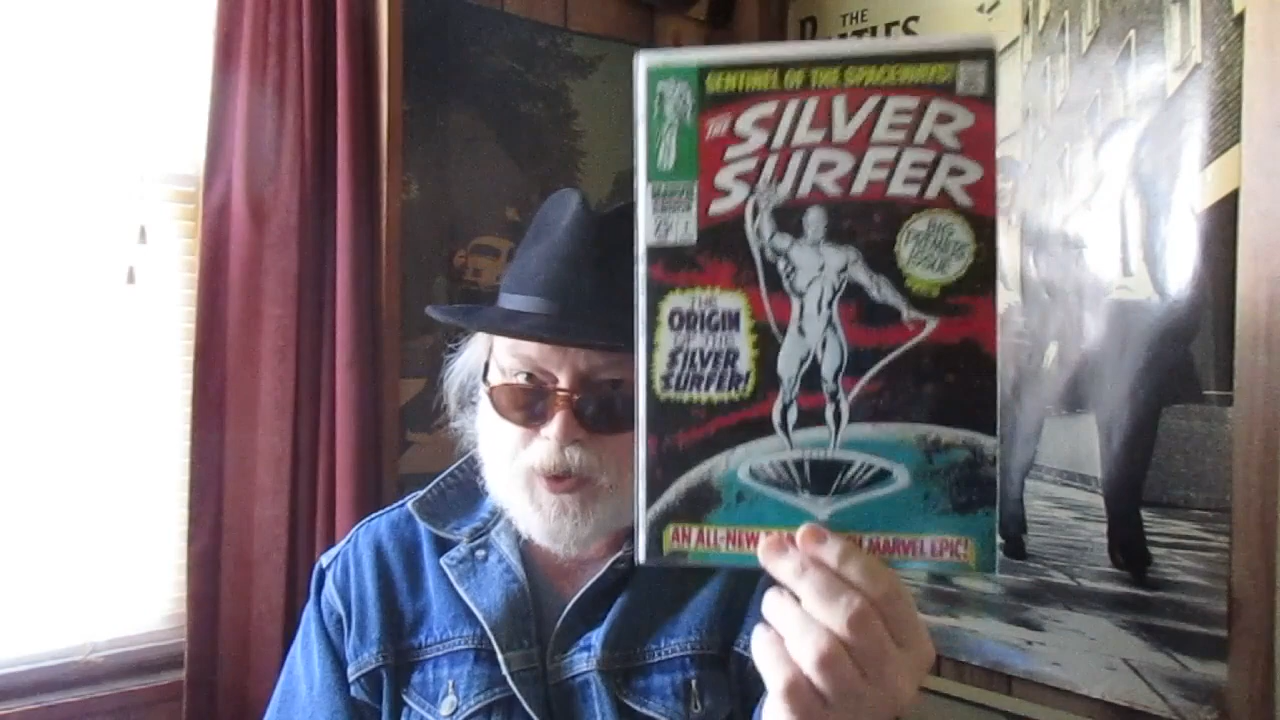 THE
SENTINEL OF THE SPACEWAYS!
THE
SILVER
SURFER
MARVEL
BIG
PREMIERE
ISSUE
THE
ORIGIN
OF THE
SILVER
SURFER!
AN ALL-NEW MARVEL EPIC!